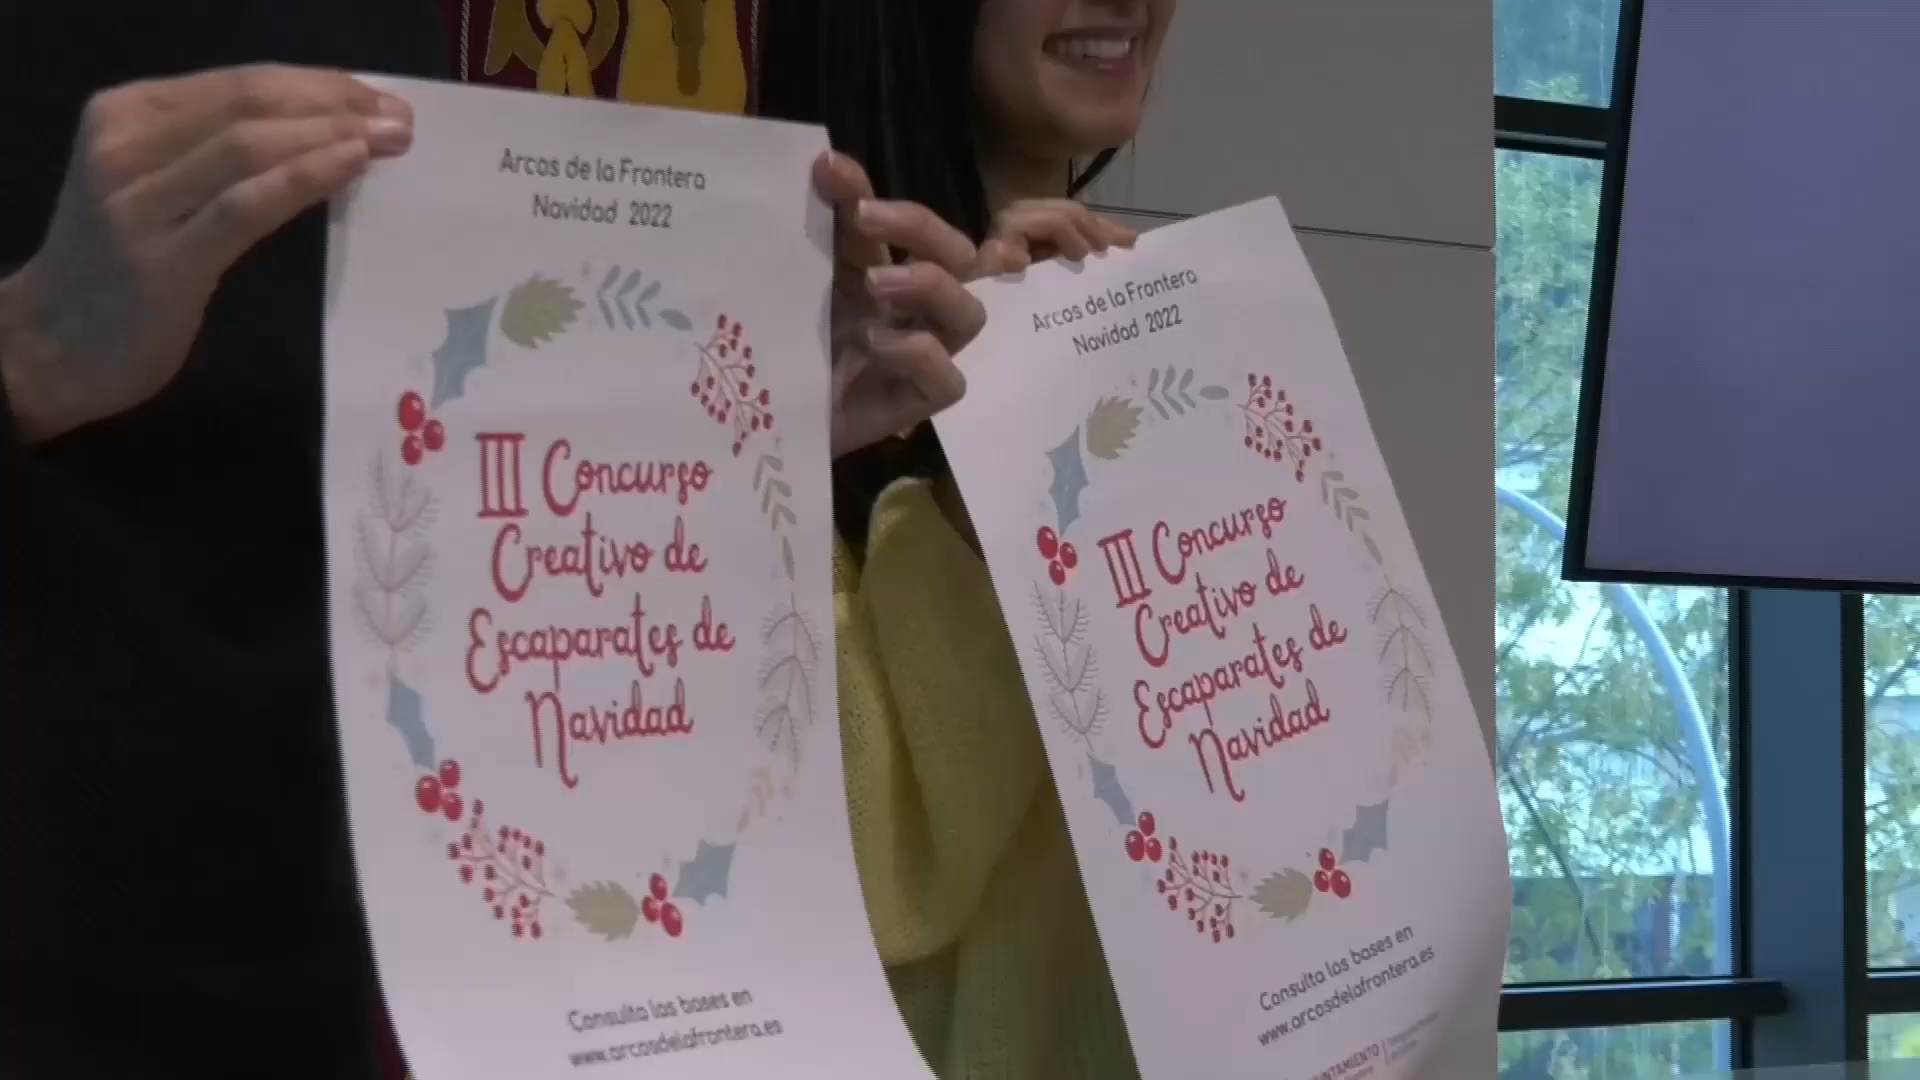 Arcos de la Frontera
Navidad 2022
III Concurso
Creativo de
Escaparates de
Navidad
Consulta las bases en
www.arcosdelafrontera.es
Arcos de la Frontera
Navidad 2022
III Concurso
Creativo de
Escaparates de
Navidad
Consulta las bases en
www.arcosdelafrontera.es